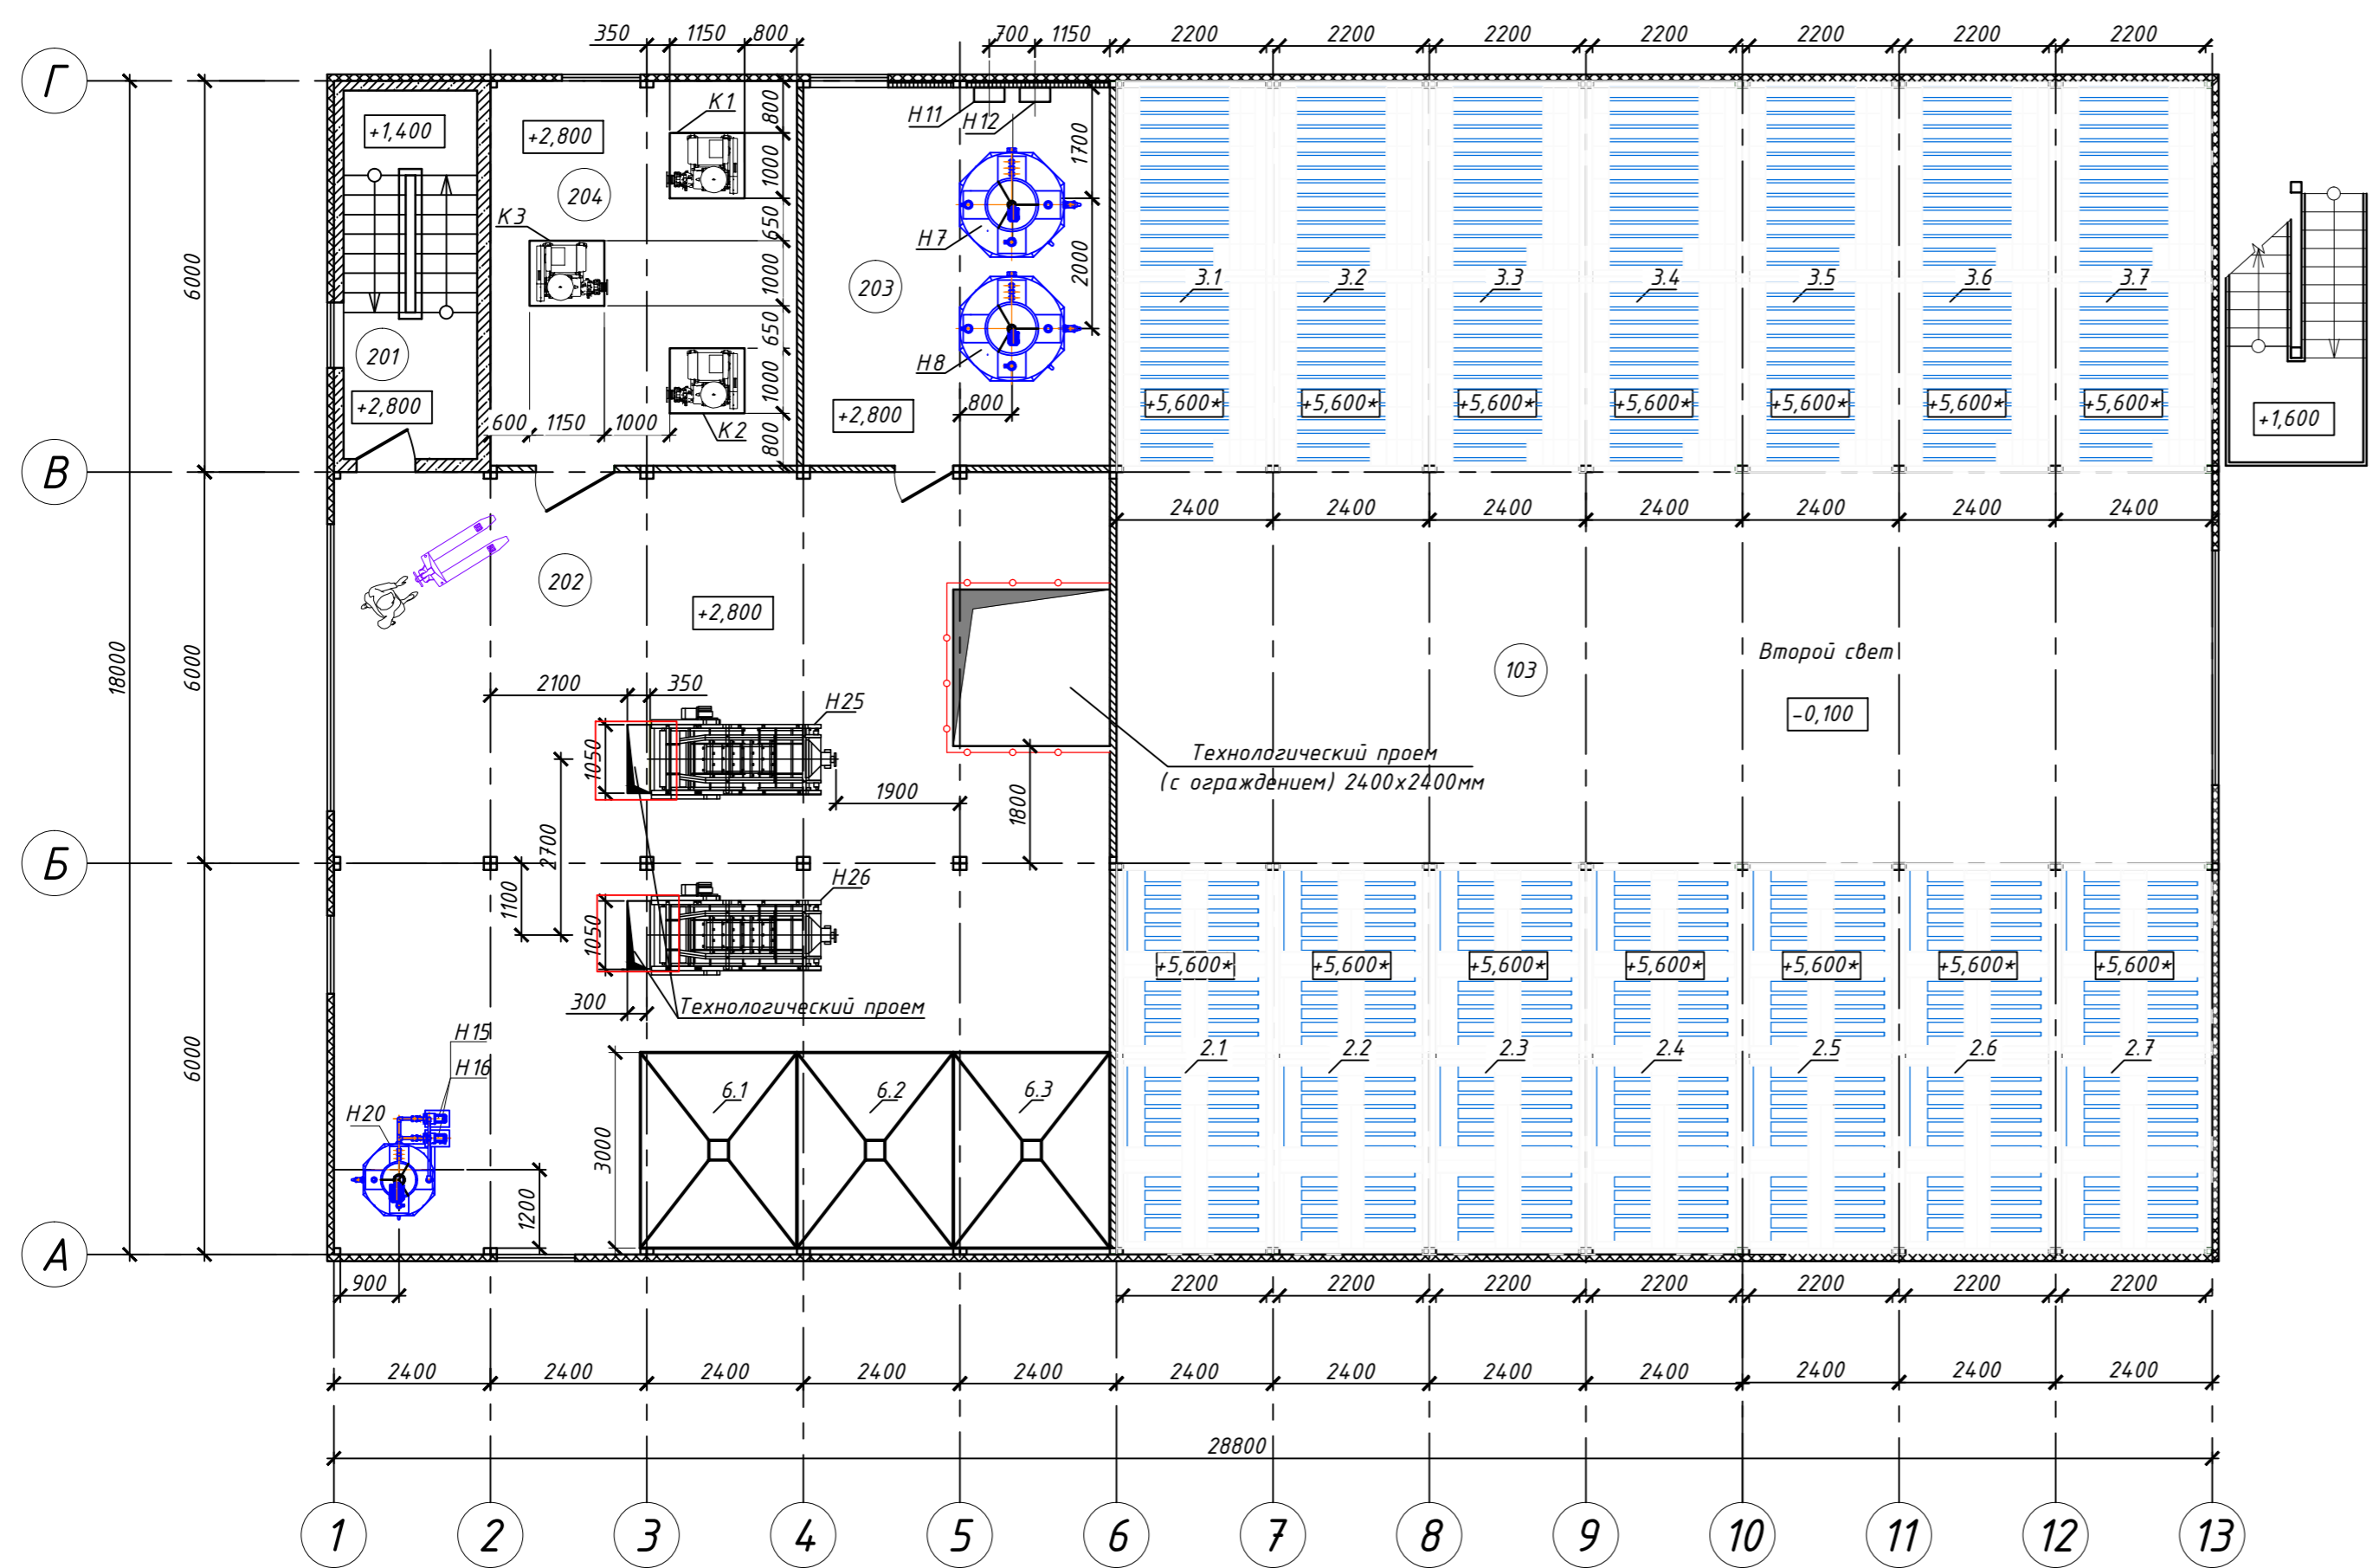 350 1150 800 700 1150 2200 2200 2200 2200 2200 2200 2200
Г
+1,400
+2,800
К1
800
Н11
Н12
1700
1000
204
К3
650
Н7
2000
6000
203
1000
3.1 3.2 3.3 3.4 3.5 3.6 3.7
201
650
Н8
+2,800
1000
+2,800
800
+5,600* +5,600* +5,600* +5,600* +5,600* +5,600* +5,600*
+1,600
600 1150 1000
К2
800
В
2400 2400 2400 2400 2400 2400 2400
202
+2,800
18000
6000
103
Второй свет
-0,100
2100 350
Н25
1050
Технологический проем
(с ограждением) 2400х2400мм
1900
1800
2700
Б
1100
Н26
1050
+5,600* +5,600* +5,600* +5,600* +5,600* +5,600* +5,600*
300
Технологический проем
Н15
Н16
6000
2.1 2.2 2.3 2.4 2.5 2.6 2.7
6.1 6.2 6.3
Н20
3000
1200
А
900
2200 2200 2200 2200 2200 2200 2200
2400 2400 2400 2400 2400 2400 2400 2400 2400 2400 2400 2400
28800
1 2 3 4 5 6 7 8 9 10 11 12 13